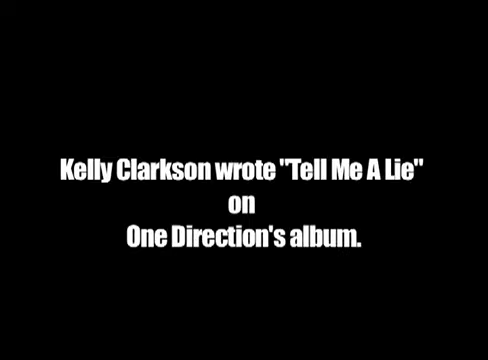 Kelly Clarkson wrote "Tell Me A Lie"
on
One Direction's album.